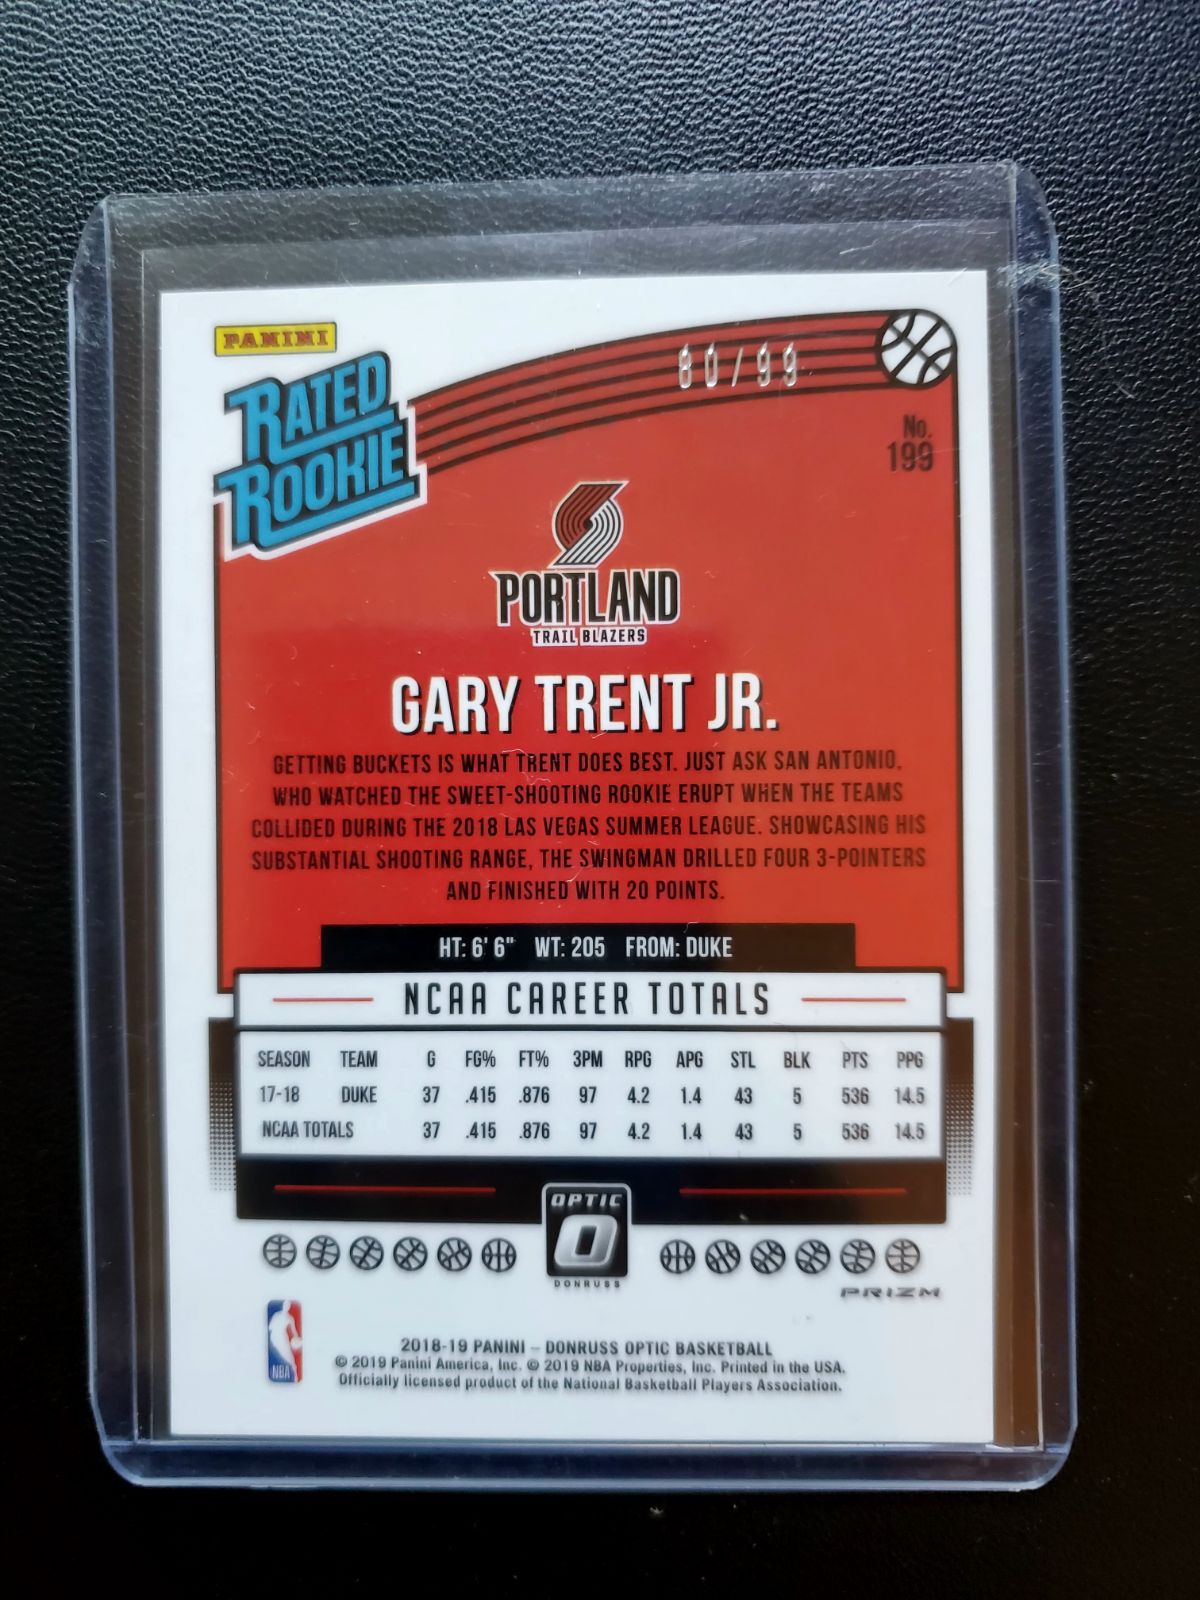 PANINI
RATED
ROOKIE
80/99
No.
199
PORTLAND
TRAIL BLAZERS
GARY TRENT JR.
GETTING BUCKETS IS WHAT TRENT DOES BEST. JUST ASK SAN ANTONIO,
WHO WATCHED THE SWEET-SHOOTING ROOKIE ERUPT WHEN THE TEAMS
COLLIDED DURING THE 2018 LAS VEGAS SUMMER LEAGUE. SHOWCASING HIS
SUBSTANTIAL SHOOTING RANGE, THE SWINGMAN DRILLED FOUR 3-POINTERS
AND FINISHED WITH 20 POINTS.
HT: 6' 6" WT: 205 FROM: DUKE
NCAA CAREER TOTALS
SEASON TEAM G FG% FT% 3PM RPG APG STL BLK PTS PPG
17-18 DUKE 37 .415 .876 97 4.2 1.4 43 5 536 14.5
NCAA TOTALS 37 .415 .876 97 4.2 1.4 43 5 536 14.5
OPTIC
O
DONRUSS
PRIZM
NBA
2018-19 PANINI – DONRUSS OPTIC BASKETBALL
© 2019 Panini America, Inc. © 2019 NBA Properties, Inc. Printed in the USA.
Officially licensed product of the National Basketball Players Association.